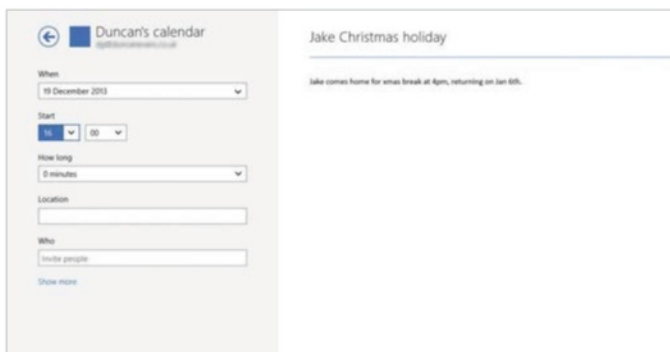 Duncan's calendar
Jake Christmas holiday
When
19 December 2013
Jake comes home for xmas break at 4pm, returning on Jan 6th.
Start
16 00
How long
0 minutes
Location
Who
Invite people
Show more